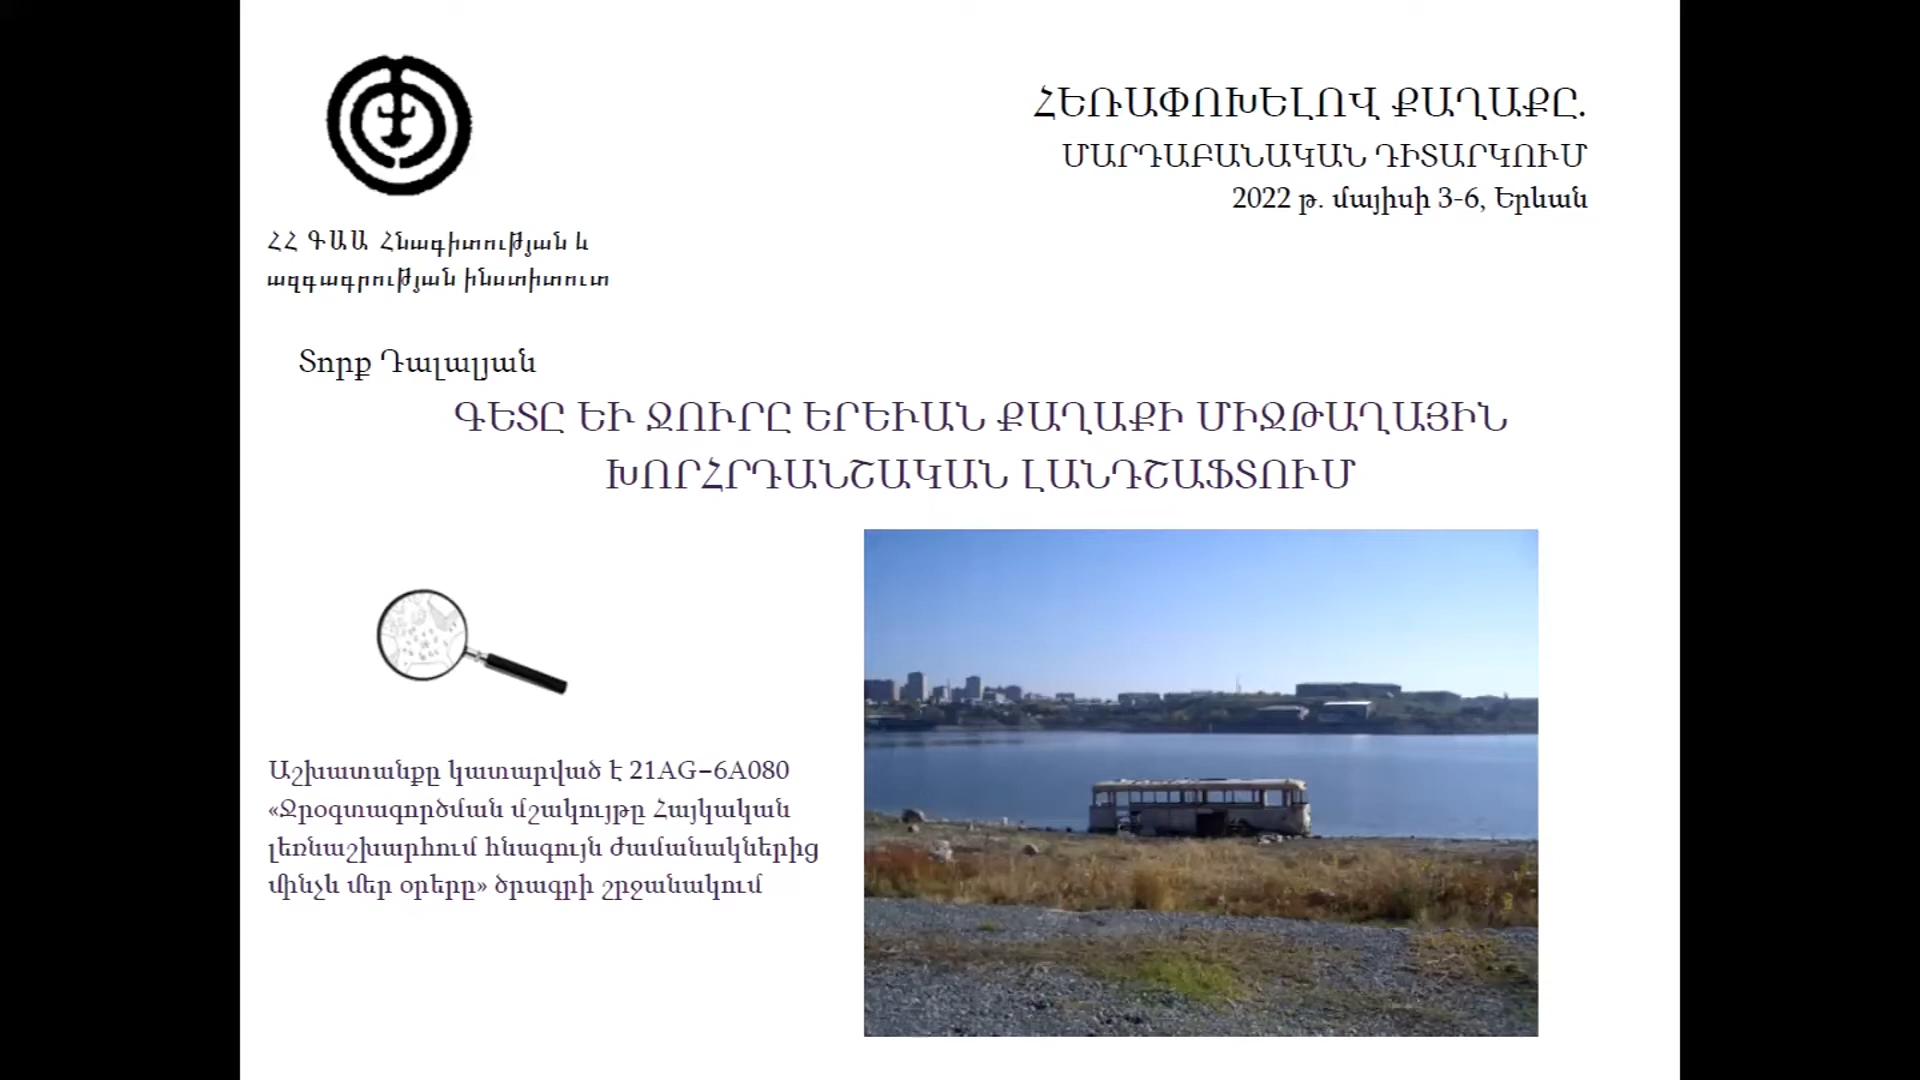 ՀՀ ԳԱԱ Հնագիտության և
ազգագրության ինստիտուտ
ՀԵՌԱՓՈԽԵԼՈՎ ՔԱՂԱՔԸ.
ՄԱՐԴԱԲԱՆԱԿԱՆ ԴԻՏԱՐԿՈՒՄ
2022 թ. մայիսի 3-6, Երևան
Տորք Դալալյան
ԳԵՏԸ ԵՒ ՋՈՒՐԸ ԵՐԵՒԱՆ ՔԱՂԱՔԻ ՄԻՋԹԱՂԱՅԻՆ
ԽՈՐՀՐԴԱՆՇԱԿԱՆ ԼԱՆԴՇԱՖՏՈՒՄ
Աշխատանքը կատարված է 21AG–6A080
«Ջրօգտագործման մշակույթը Հայկական
լեռնաշխարհում հնագույն ժամանակներից
մինչև մեր օրերը» ծրագրի շրջանակում